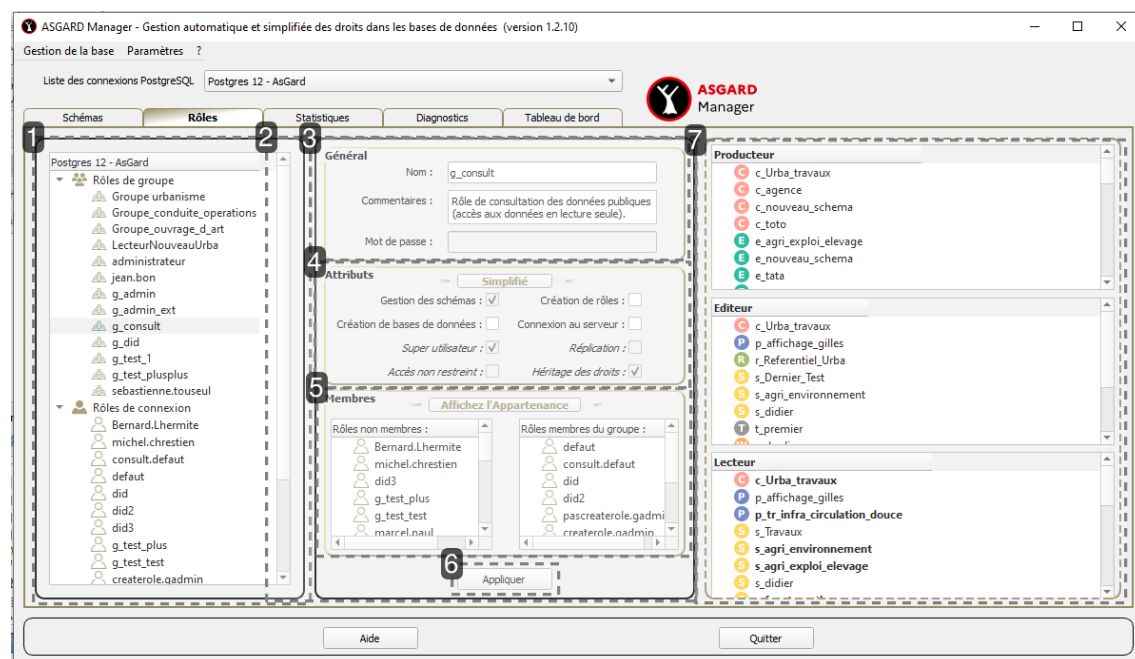 ASGARD Manager - Gestion automatique et simplifiée des droits dans les bases de données (version 1.2.10)
Gestion de la base Paramètres ?
Liste des connexions PostgreSQL Postgres 12 - AsGard
ASGARD
Manager
Schémas Rôles Statistiques Diagnostics Tableau de bord
1
Postgres 12 - AsGard
Rôles de groupe
Groupe urbanisme
Groupe_conduite_operations
Groupe_ouvrage_d_art
LecteurNouveauUrba
administrateur
jean.bon
g_admin
g_admin_ext
g_consult
g_did
g_test_1
g_test_plusplus
sebastienne.touseul
Rôles de connexion
Bernard.Lhermite
michel.chrestien
consult.defaut
defaut
did
did2
did3
g_test_plus
g_test_test
createrole.gadmin
2
3
Général
Nom : g_consult
Commentaires : Rôle de consultation des données publiques
(accès aux données en lecture seule).
Mot de passe :
4
Attributs
Simplifié
Gestion des schémas : Création de rôles :
Création de bases de données : Connexion au serveur :
Super utilisateur : Réplication :
Accès non restreint : Héritage des droits :
5
Membres
Affichez l'Appartenance
Rôles non membres :
Bernard.Lhermite
michel.chrestien
did3
g_test_plus
g_test_test
marcel.paul
Rôles membres du groupe :
defaut
consult.defaut
did
did2
pascreaterole.gadmi
createrole.gadmin
6
Appliquer
7
Producteur
C c_Urba_travaux
C c_agence
C c_nouveau_schema
C c_toto
E e_agri_exploi_elevage
E e_nouveau_schema
E e_tata
Editeur
C c_Urba_travaux
P p_affichage_gilles
R r_Referentiel_Urba
S s_Dernier_Test
S s_agri_environnement
S s_didier
T t_premier
Lecteur
C c_Urba_travaux
P p_affichage_gilles
P p_tr_infra_circulation_douce
S s_Travaux
S s_agri_environnement
S s_agri_exploi_elevage
S s_didier
Aide Quitter